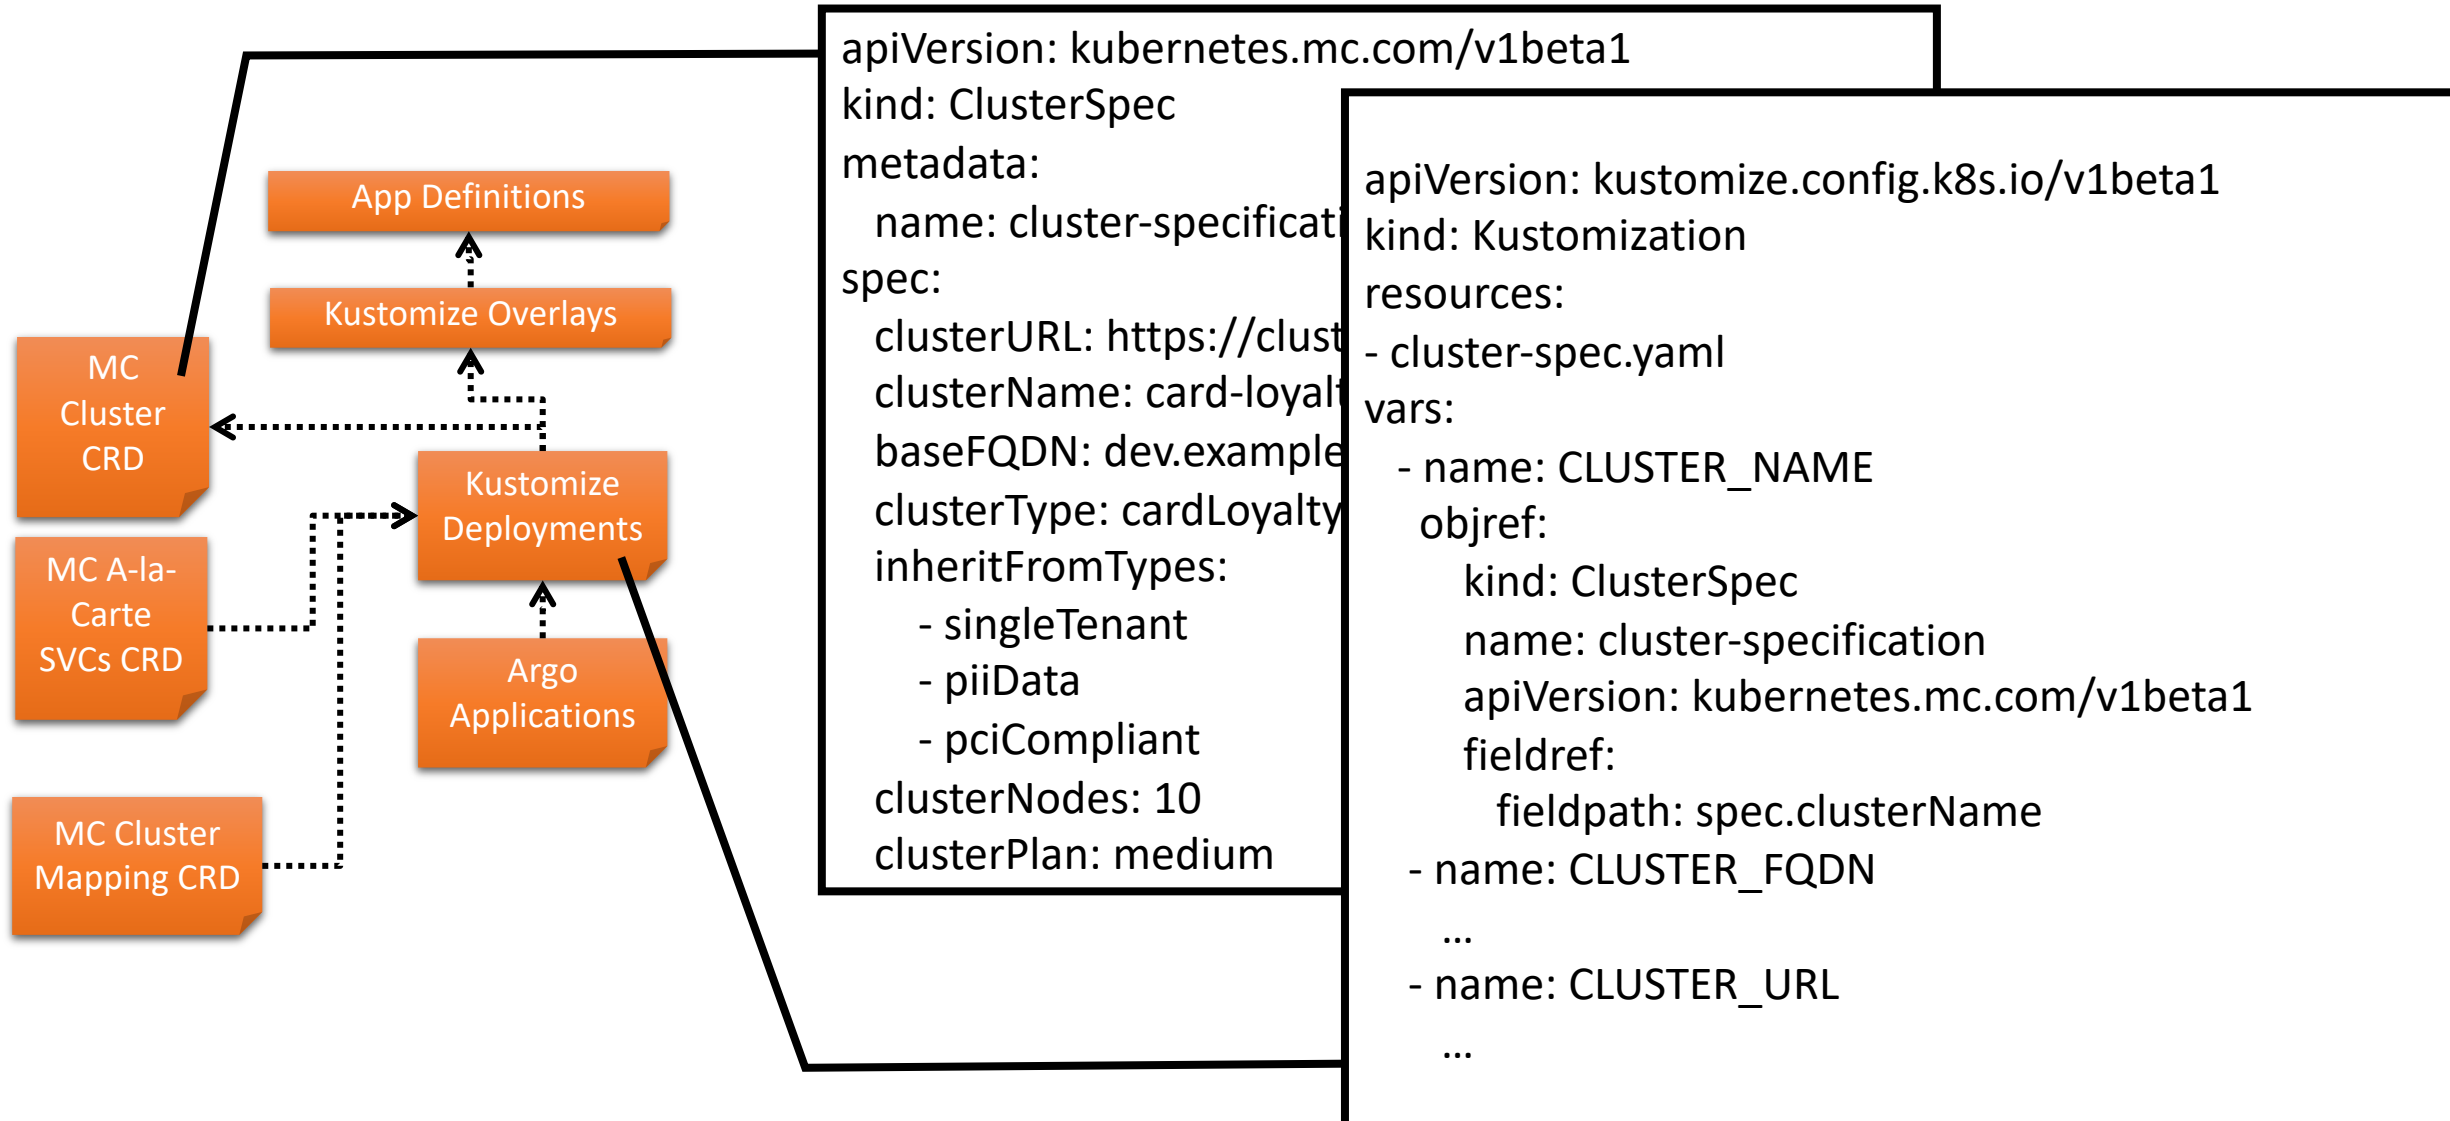 App Definitions
Kustomize Overlays
MC
Cluster
CRD
Kustomize
Deployments
MC A-la-
Carte
SVCs CRD
Argo
Applications
MC Cluster
Mapping CRD
apiVersion: kubernetes.mc.com/v1beta1
kind: ClusterSpec
metadata:
name: cluster-specificati
spec:
clusterURL: https://clust
clusterName: card-loyalt
baseFQDN: dev.example
clusterType: cardLoyalty
inheritFromTypes:
- singleTenant
- piiData
- pciCompliant
clusterNodes: 10
clusterPlan: medium
apiVersion: kustomize.config.k8s.io/v1beta1
kind: Kustomization
resources:
- cluster-spec.yaml
vars:
- name: CLUSTER_NAME
objref:
kind: ClusterSpec
name: cluster-specification
apiVersion: kubernetes.mc.com/v1beta1
fieldref:
fieldpath: spec.clusterName
- name: CLUSTER_FQDN
...
- name: CLUSTER_URL
...